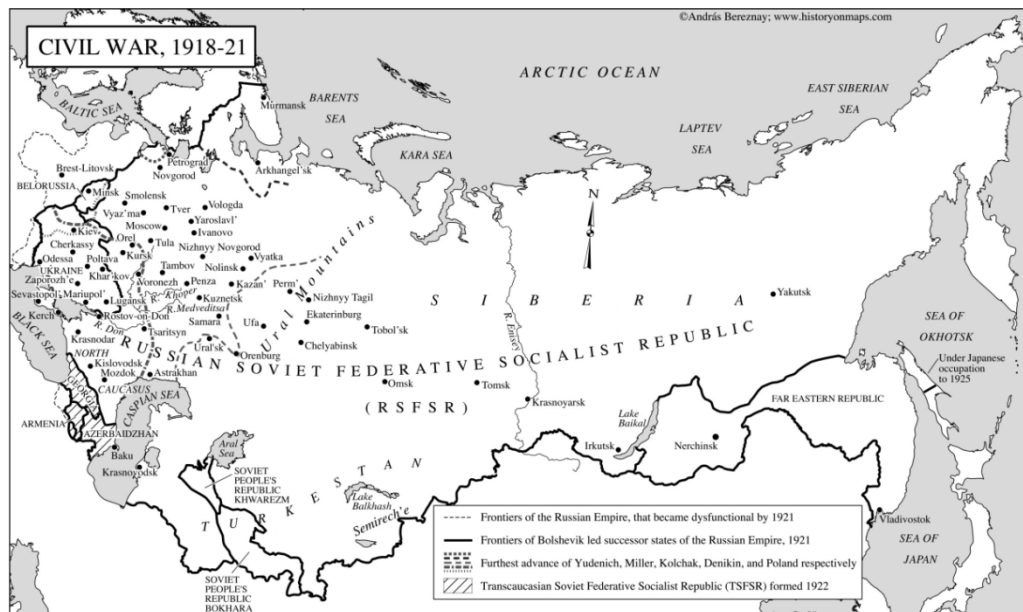 ©András Bereznay; www.historyonmaps.com
CIVIL WAR, 1918-21
ARCTIC OCEAN
BARENTS
SEA
EAST SIBERIAN
SEA
LAPTEV
SEA
KARA SEA
BALTIC SEA
Murmansk
Petrograd
Novgorod
Arkhangel'sk
Brest-Litovsk
BELORUSSIA
Minsk
Smolensk
Vyaz'ma
Tver
Vologda
Yaroslavl'
Moscow
Ivanovo
Kiev
Orel
Tula
Nizhnyy Novgorod
Cherkassy
Vyatka
Odessa
Poltava
Kursk
Tambov
Nolinsk
UKRAINE
Khar'kov
Voronezh
Penza
Kazan'
Perm'
Zaporozh'e
R. Khoper
Kuznetsk
Nizhnyy Tagil
Sevastopol'
Mariupol'
Lugansk
R.Medveditsa
Ekaterinburg
Kerch
Rostov-on-Don
Samara
Ufa
Tobol'sk
R. Don
Tsaritsyn
Ural'sk
Chelyabinsk
Krasnodar
Orenburg
Ural Mountains
N
SIBERIA
Yakutsk
R. Enisei
BLACK SEA
RUSSIAN SOVIET FEDERATIVE SOCIALIST REPUBLIC
(RSFSR)
NORTH
CAUCASUS
Kislovodsk
Mozdok
Astrakhan
GEORGIA
CASPIAN SEA
ARMENIA
AZERBAIDZHAN
Baku
Krasnovodsk
Omsk
Tomsk
Krasnoyarsk
SEA OF
OKHOTSK
Under Japanese
occupation
to 1925
FAR EASTERN REPUBLIC
Lake
Baikal
Irkutsk
Nerchinsk
Aral
Sea
SOVIET
PEOPLE'S
REPUBLIC
KHWAREZM
TURKESTAN
Lake
Balkhash
Semirech'e
SOVIET
PEOPLE'S
REPUBLIC
BOKHARA
Vladivostok
SEA OF
JAPAN
Frontiers of the Russian Empire, that became dysfunctional by 1921
Frontiers of Bolshevik led successor states of the Russian Empire, 1921
Furthest advance of Yudenich, Miller, Kolchak, Denikin, and Poland respectively
Transcaucasian Soviet Federative Socialist Republic (TSFSR) formed 1922